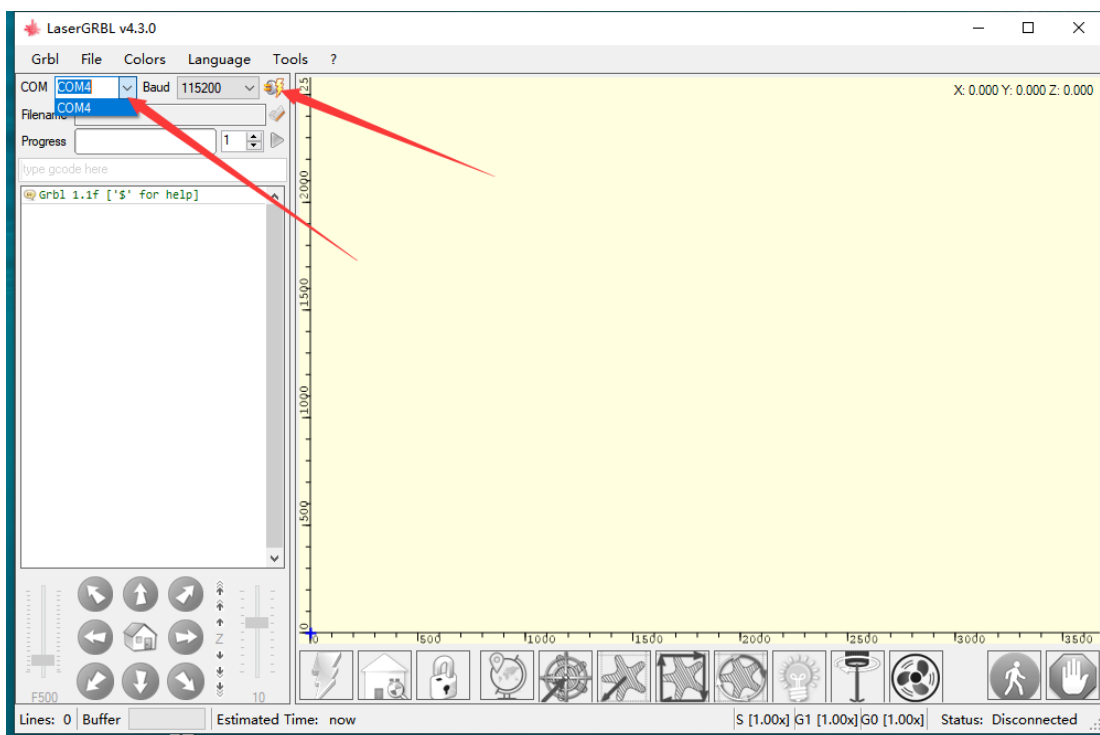 LaserGRBL v4.3.0
Grbl File Colors Language Tools ?
COM COM4 Baud 115200
COM4
Filename
Progress 1
type gcode here
Grbl 1.1f ['$' for help]
X: 0.000 Y: 0.000 Z: 0.000
2000
1500
1000
500
0
0 500 1000 1500 2000 2500 3000 3500
Z
F500 10
Lines: 0 Buffer Estimated Time: now
S [1.00x] G1 [1.00x] G0 [1.00x] Status: Disconnected